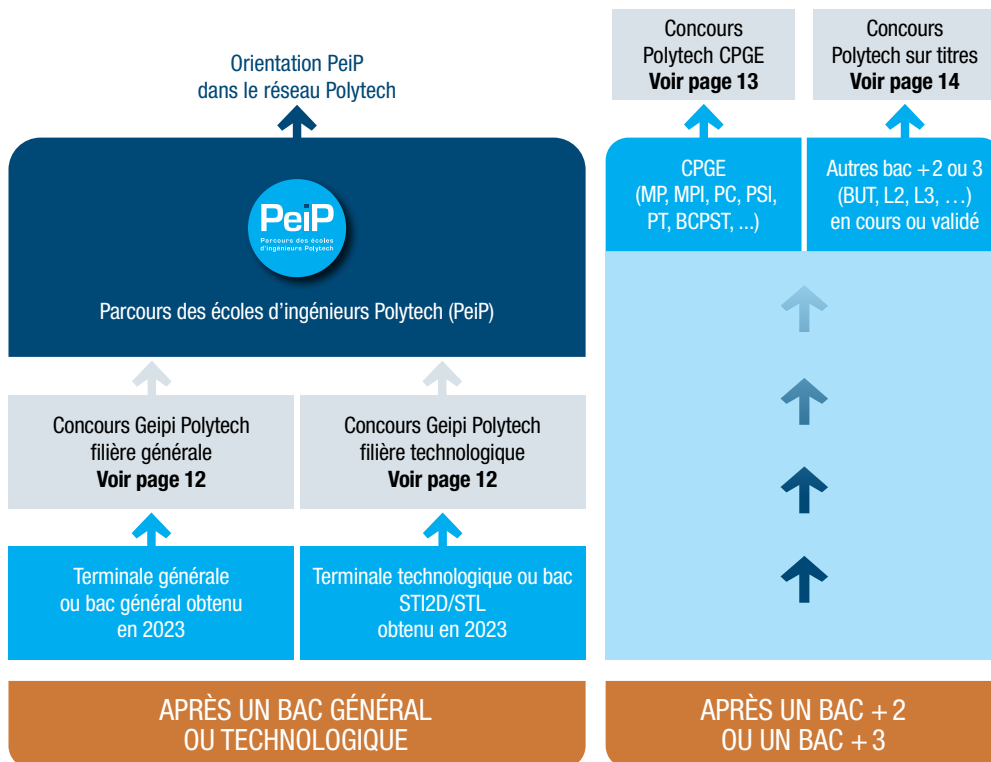 Orientation PeiP
dans le réseau Polytech
PeiP
Parcours des écoles
d'ingénieurs Polytech
Parcours des écoles d'ingénieurs Polytech (PeiP)
Concours Geipi Polytech
filière générale
Voir page 12
Concours Geipi Polytech
filière technologique
Voir page 12
Terminale générale
ou bac général obtenu
en 2023
Terminale technologique ou bac
STI2D/STL
obtenu en 2023
APRÈS UN BAC GÉNÉRAL
OU TECHNOLOGIQUE
Concours
Polytech CPGE
Voir page 13
Concours
Polytech sur titres
Voir page 14
CPGE
(MP, MPI, PC, PSI,
PT, BCPST, ...)
Autres bac +2 ou 3
(BUT, L2, L3, …)
en cours ou validé
APRÈS UN BAC +2
OU UN BAC +3